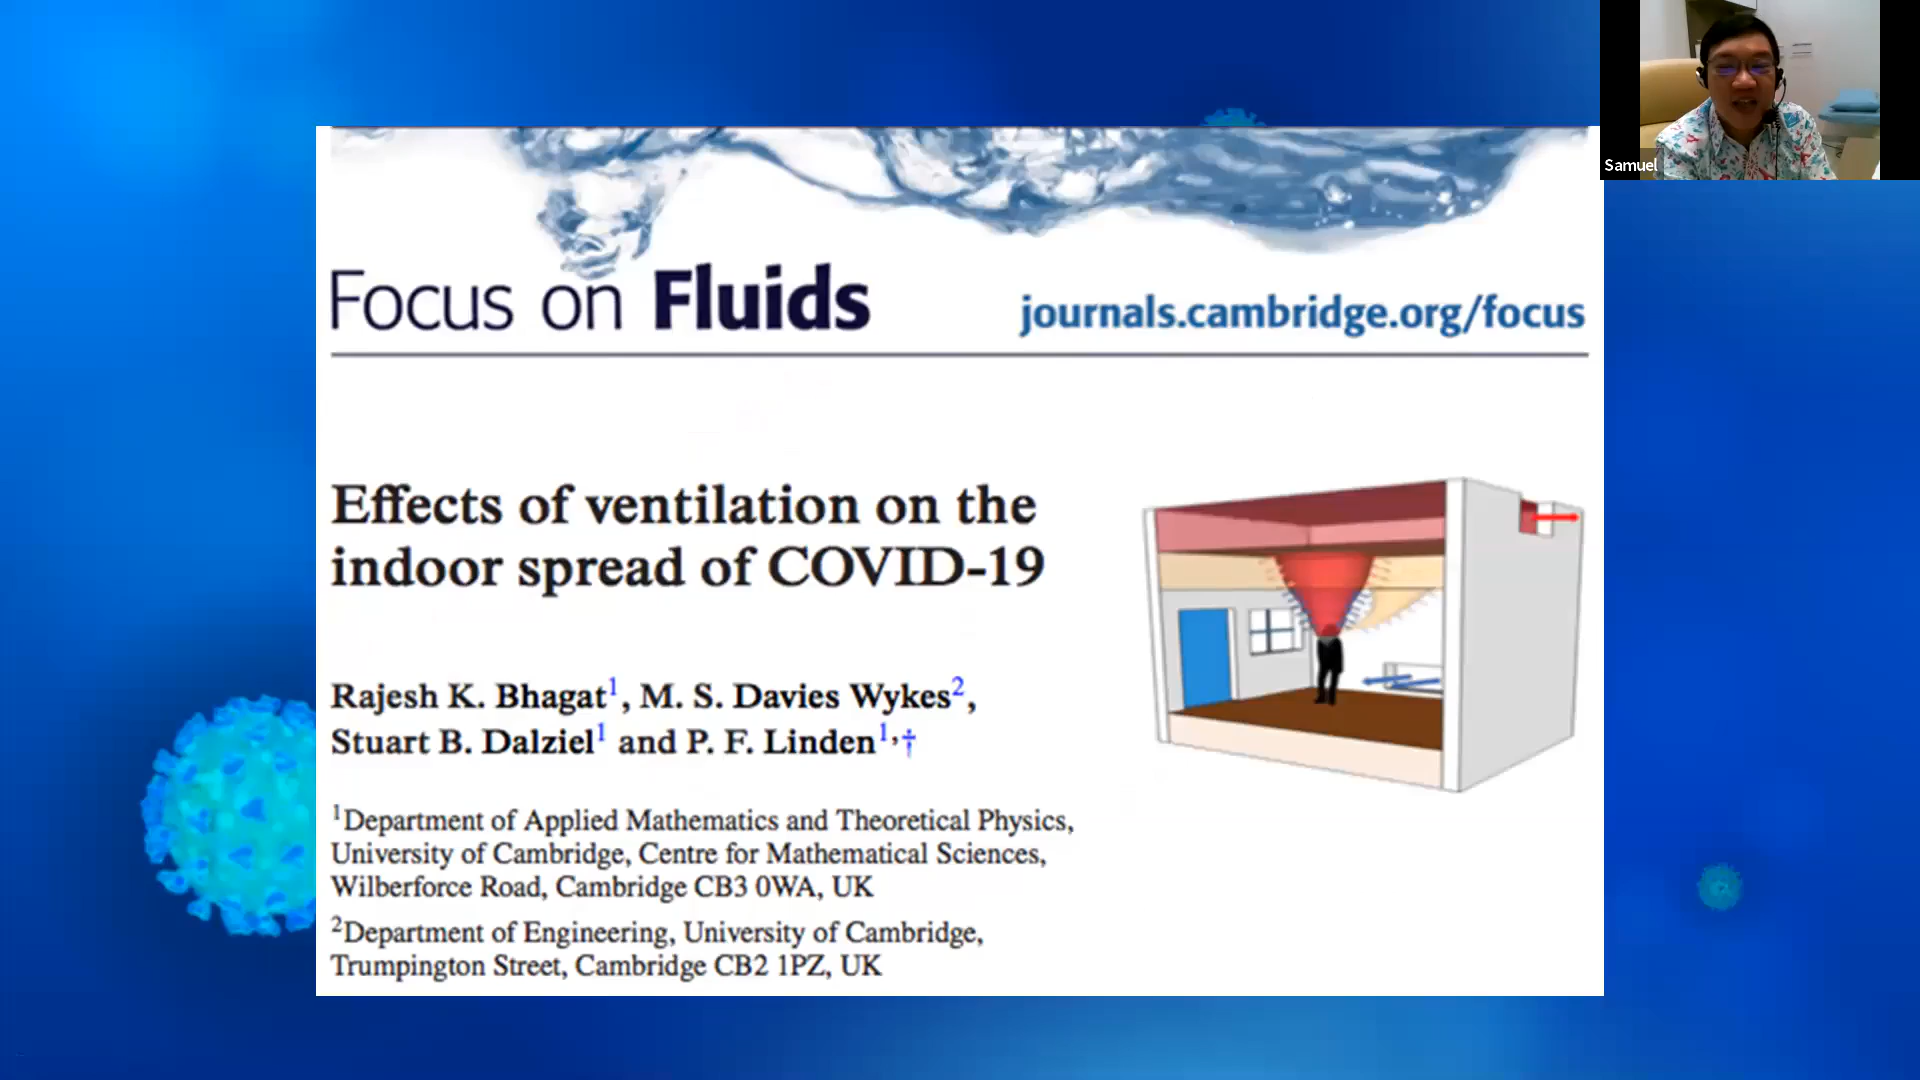 Samuel
Focus on Fluids
journals.cambridge.org/focus
Effects of ventilation on the
indoor spread of COVID-19
Rajesh K. Bhagat1, M. S. Davies Wykes2,
Stuart B. Dalziel1 and P. F. Linden1,†
1Department of Applied Mathematics and Theoretical Physics,
University of Cambridge, Centre for Mathematical Sciences,
Wilberforce Road, Cambridge CB3 0WA, UK
2Department of Engineering, University of Cambridge,
Trumpington Street, Cambridge CB2 1PZ, UK